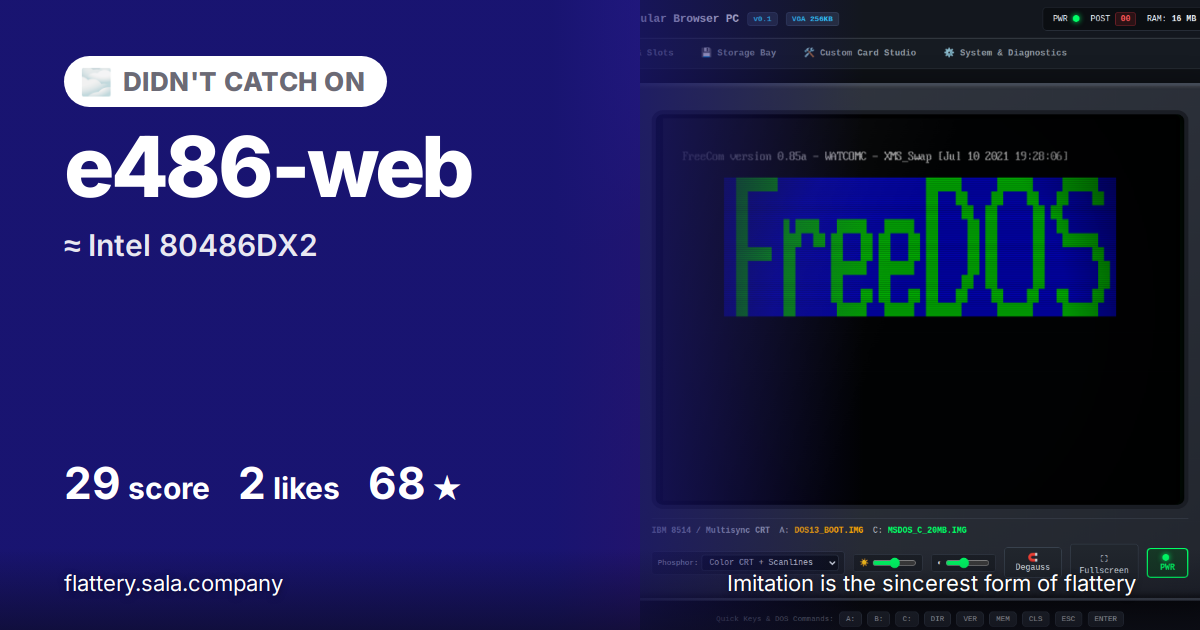 DIDN'T CATCH ON
e486-web
≈ Intel 80486DX2
29 score 2 likes 68 ★
flattery.sala.company
ular Browser PC v0.1 VGA 256KB PWR POST 00 RAM: 16 MB
Slots Storage Bay Custom Card Studio System & Diagnostics
FreeCom version 0.85a - WATCOMC - XMS_Swap [Jul 10 2021 19:28:06]
FreeDOS
IBM 8514 / Multisync CRT A: DOS13_BOOT.IMG C: MSDOS_C_20MB.IMG
Phosphor: Color CRT + Scanlines Degauss Fullscreen PWR
Imitation is the sincerest form of flattery
Quick Keys & DOS Commands: A: B: C: DIR VER MEM CLS ESC ENTER